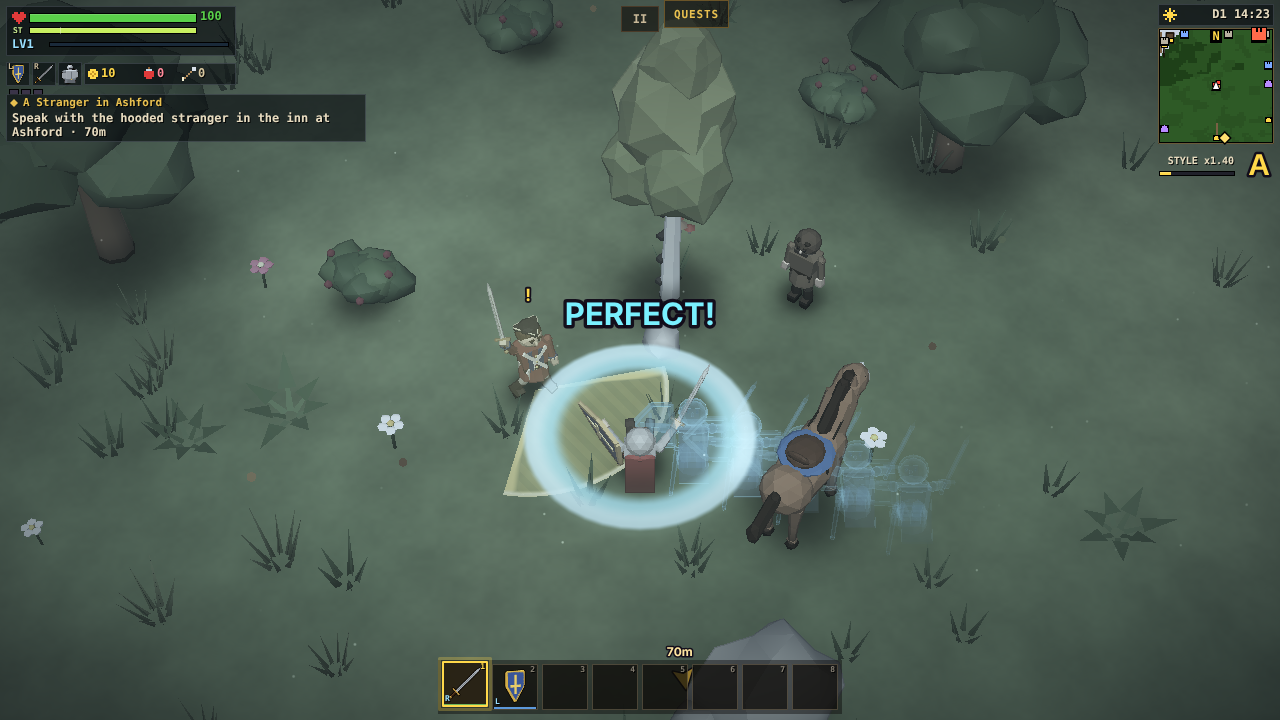 100
ST
LV1
L
R
10
0
0
◆ A Stranger in Ashford
Speak with the hooded stranger in the inn at
Ashford · 70m
II
QUESTS
D1 14:23
N
STYLE x1.40
A
!
PERFECT!
70m
1
2
3
4
5
6
7
8
R
L